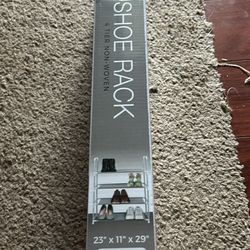 SHOE RACK
4 TIER NON-WOVEN
23" x 11" x 29"